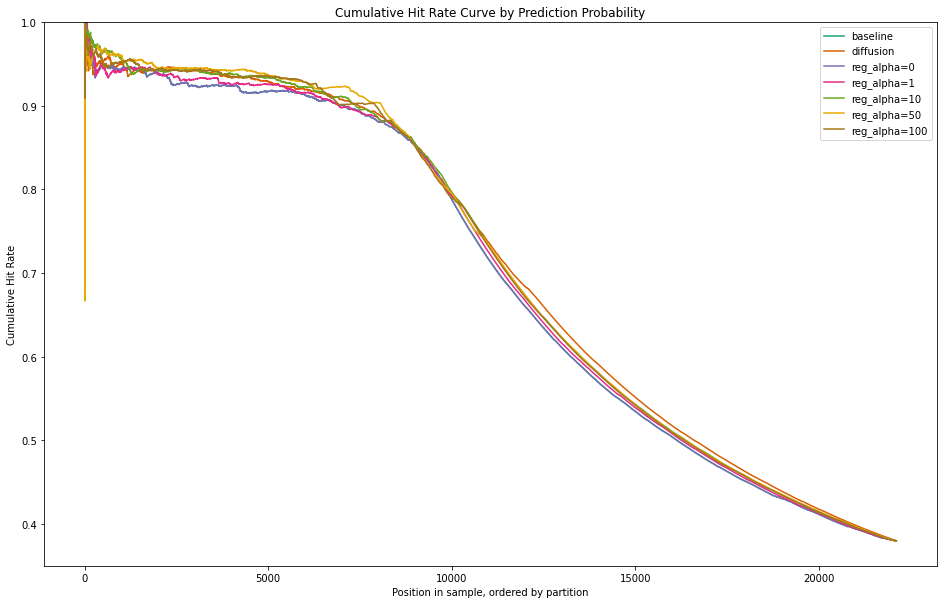 Cumulative Hit Rate Curve by Prediction Probability
1.0
0.9
0.8
0.7
0.6
0.5
0.4
Cumulative Hit Rate
baseline
diffusion
reg_alpha=0
reg_alpha=1
reg_alpha=10
reg_alpha=50
reg_alpha=100
0 5000 10000 15000 20000
Position in sample, ordered by partition